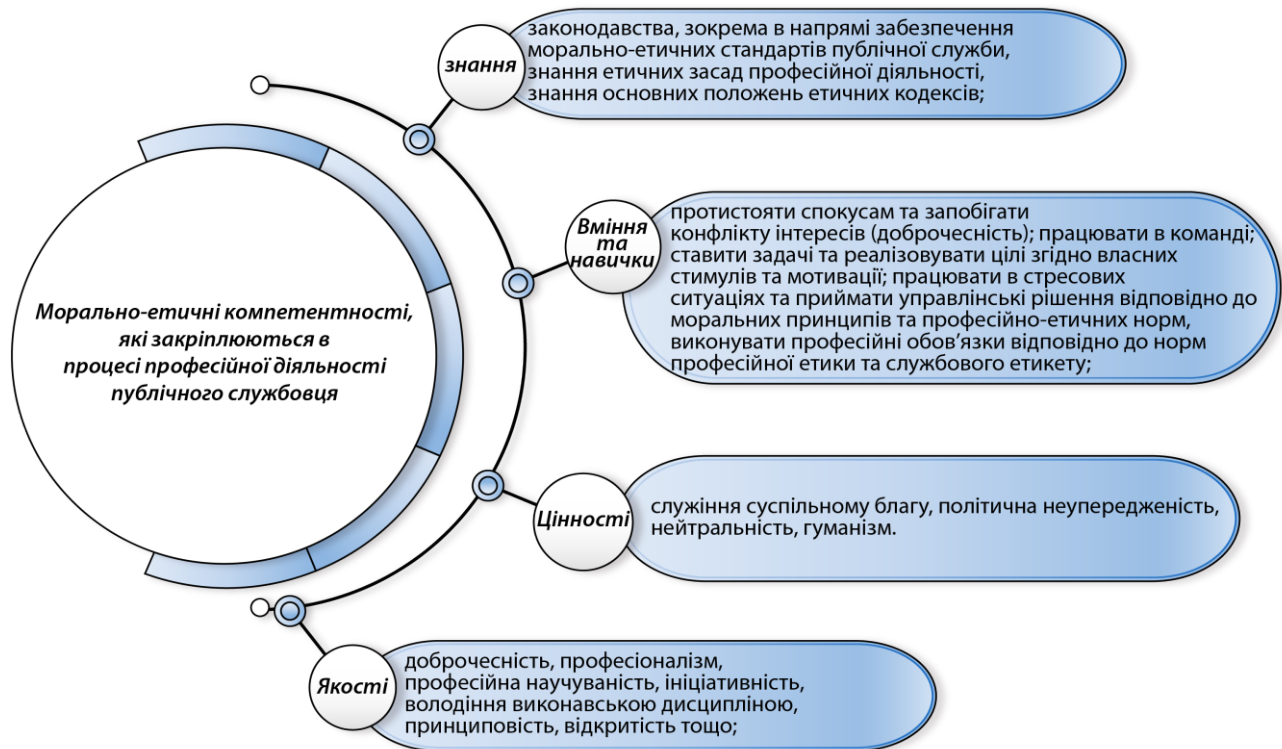 Морально-етичні компетентності,
які закріплюються в
процесі професійної діяльності
публічного службовця
знання
законодавства, зокрема в напрямі забезпечення
морально-етичних стандартів публічної служби,
знання етичних засад професійної діяльності,
знання основних положень етичних кодексів;
Вміння
та
навички
протистояти спокусам та запобігати
конфлікту інтересів (доброчесність); працювати в команді;
ставити задачі та реалізовувати цілі згідно власних
стимулів та мотивації; працювати в стресових
ситуаціях та приймати управлінські рішення відповідно до
моральних принципів та професійно-етичних норм,
виконувати професійні обов’язки відповідно до норм
професійної етики та службового етикету;
Цінності
служіння суспільному благу, політична неупередженість,
нейтральність, гуманізм.
Якості
доброчесність, професіоналізм,
професійна научуваність, ініціативність,
володіння виконавською дисципліною,
принциповість, відкритість тощо;